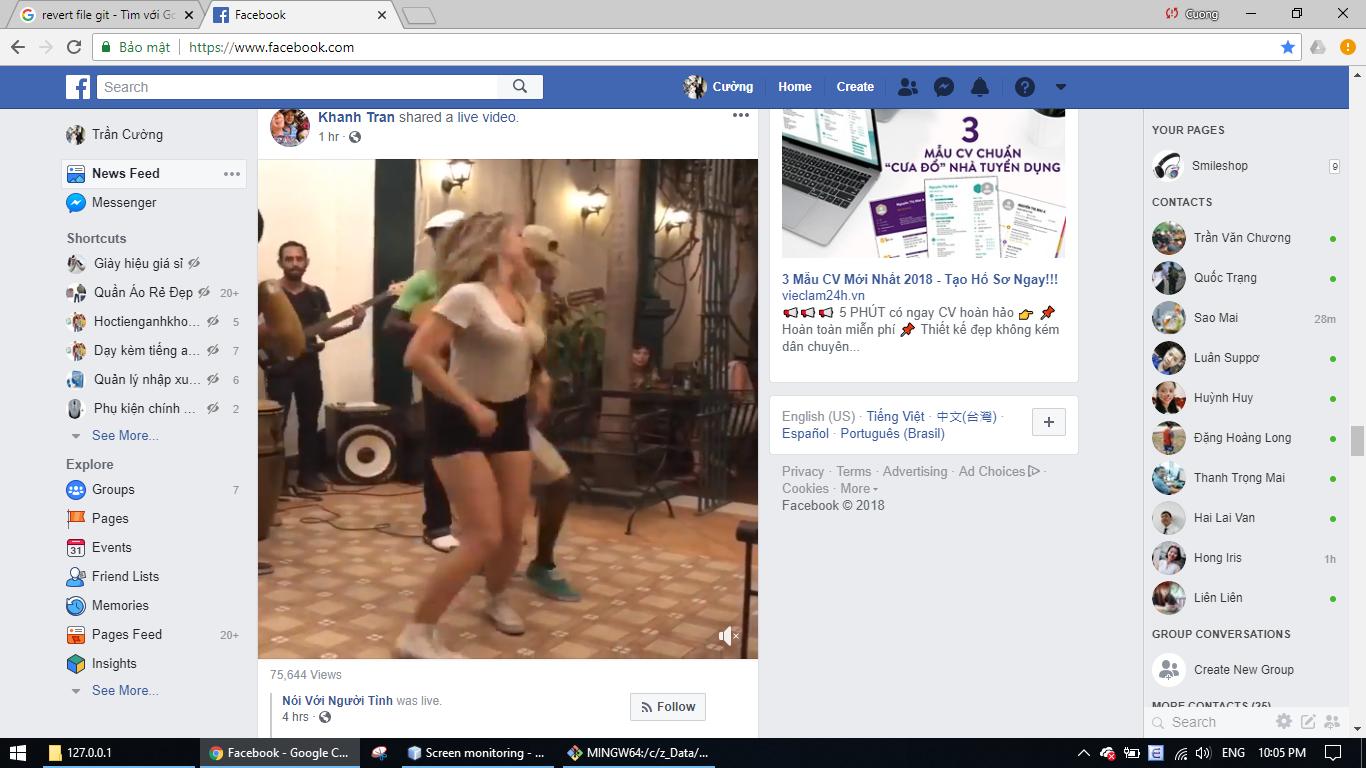 revert file git - Tìm với Go
Facebook
Cuong
Bảo mật
https://www.facebook.com
Search
Cường
Home
Create
Trần Cường
News Feed
Messenger
Shortcuts
Giày hiệu giá sỉ
Quần Áo Rẻ Đẹp 20+
Hoctienganhkho... 5
Dạy kèm tiếng a... 7
Quản lý nhập xu... 6
Phụ kiện chính ... 2
See More...
Explore
Groups 7
Pages
31 Events
Friend Lists
Memories
Pages Feed 20+
Insights
See More...
Khanh Tran shared a live video.
1 hr ·
75,644 Views
Nói Với Người Tình was live.
4 hrs ·
Follow
3
MẪU CV CHUẨN
“CƯA ĐỔ” NHÀ TUYỂN DỤNG
3 Mẫu CV Mới Nhất 2018 - Tạo Hồ Sơ Ngay!!!
vieclam24h.vn
📢📢📢 5 PHÚT có ngay CV hoàn hảo 👉 📌
Hoàn toàn miễn phí 📌 Thiết kế đẹp không kém
dân chuyên...
English (US) · Tiếng Việt · 中文(台灣) ·
Español · Português (Brasil)
Privacy · Terms · Advertising · Ad Choices ·
Cookies · More
Facebook © 2018
YOUR PAGES
Smileshop 9
CONTACTS
Trần Văn Chương
Quốc Trạng
Sao Mai 28m
Luân Suppơ
Huỳnh Huy
Đặng Hoàng Long
Thanh Trọng Mai
Hai Lai Van
Hong Iris 1h
Liên Liên
GROUP CONVERSATIONS
Create New Group
MORE CONTACTS (25)
Search
127.0.0.1
Facebook - Google C...
Screen monitoring - ...
MINGW64:/c/z_Data/...
ENG
10:05 PM